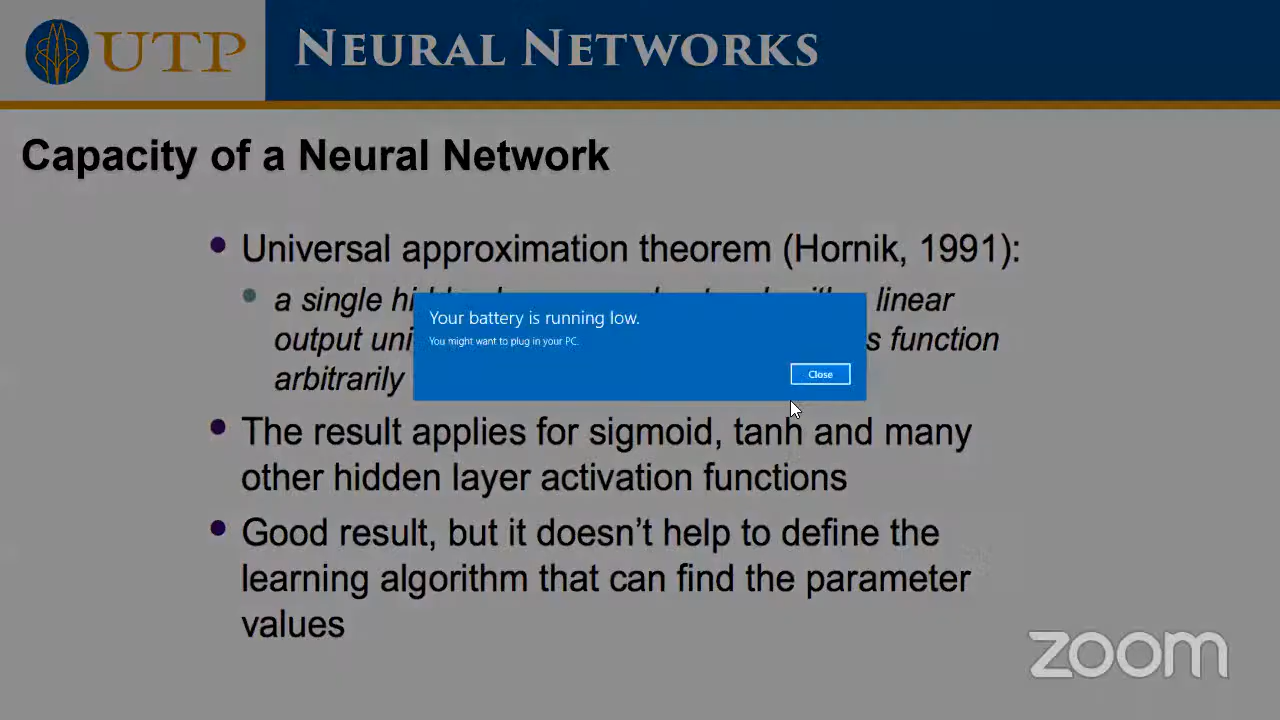 UTP
NEURAL NETWORKS
Capacity of a Neural Network
Universal approximation theorem (Hornik, 1991):
a single linear
output s function
arbitrarily
Your battery is running low.
You might want to plug in your PC.
Close
The result applies for sigmoid, tanh and many
other hidden layer activation functions
Good result, but it doesn’t help to define the
learning algorithm that can find the parameter
values
zoom